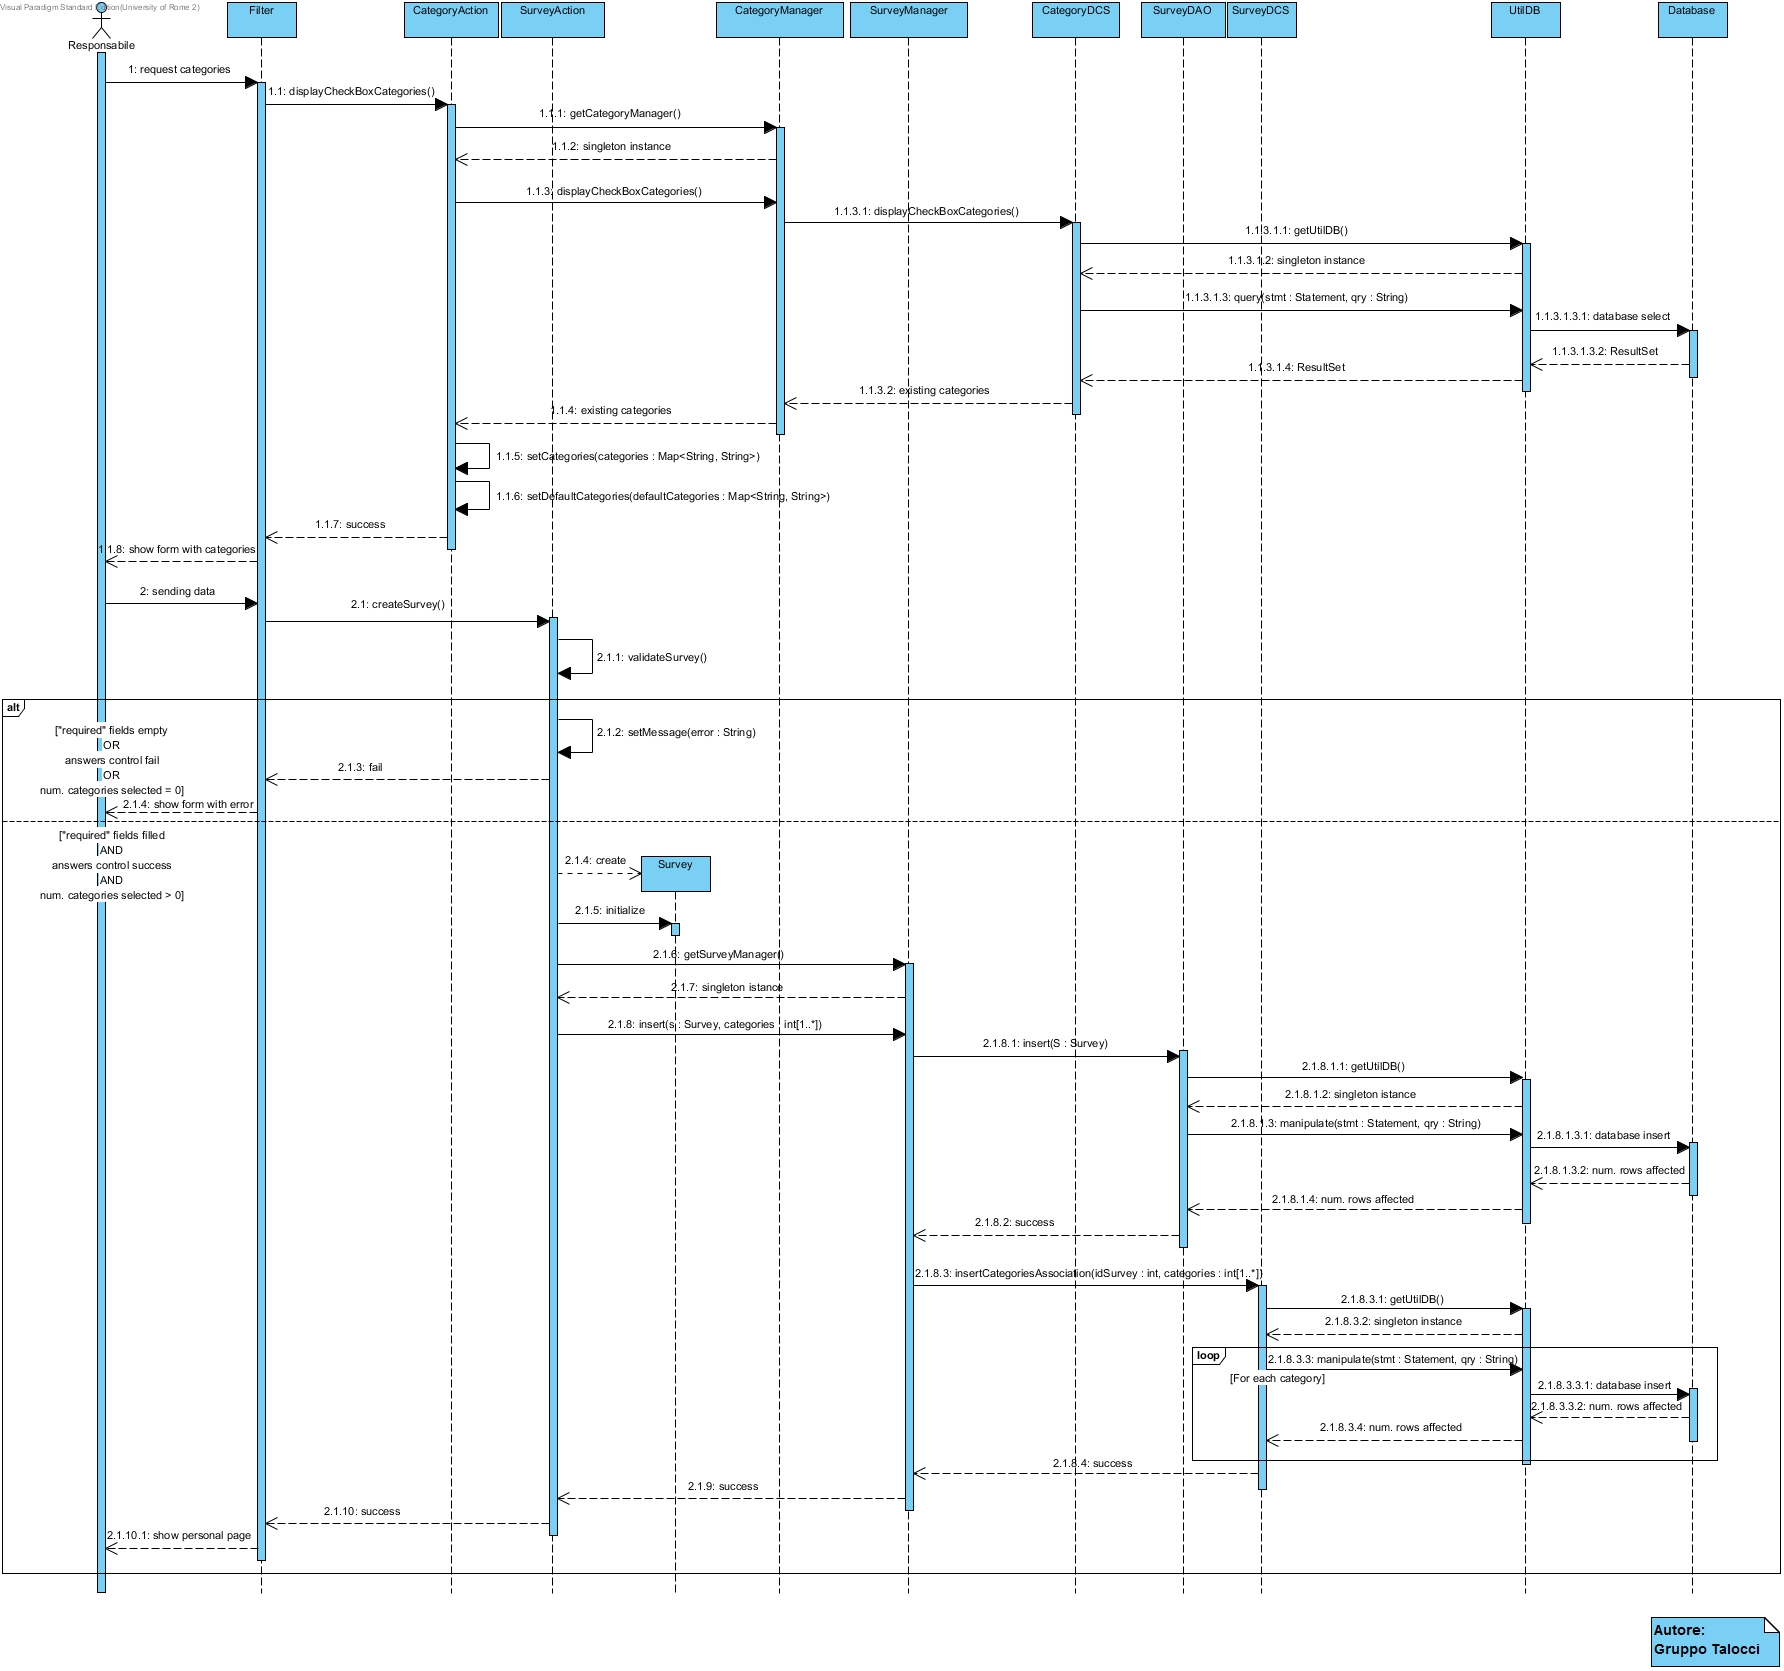 Visual Paradigm Standard Edition(University of Rome 2)
Responsabile
Filter
CategoryAction
SurveyAction
CategoryManager
SurveyManager
CategoryDCS
SurveyDAO
SurveyDCS
UtilDB
Database
1: request categories
1.1: displayCheckBoxCategories()
1.1.1: getCategoryManager()
1.1.2: singleton instance
1.1.3: displayCheckBoxCategories()
1.1.3.1: displayCheckBoxCategories()
1.1.3.1.1: getUtilDB()
1.1.3.1.2: singleton instance
1.1.3.1.3: query(stmt : Statement, qry : String)
1.1.3.1.3.1: database select
1.1.3.1.3.2: ResultSet
1.1.3.1.4: ResultSet
1.1.3.2: existing categories
1.1.4: existing categories
1.1.5: setCategories(categories : Map<String, String>)
1.1.6: setDefaultCategories(defaultCategories : Map<String, String>)
1.1.7: success
1.1.8: show form with categories
2: sending data
2.1: createSurvey()
2.1.1: validateSurvey()
alt
["required" fields empty
OR
answers control fail
OR
num. categories selected = 0]
2.1.2: setMessage(error : String)
2.1.3: fail
2.1.4: show form with error
["required" fields filled
AND
answers control success
AND
num. categories selected > 0]
2.1.4: create
Survey
2.1.5: initialize
2.1.6: getSurveyManager()
2.1.7: singleton istance
2.1.8: insert(s : Survey, categories : int[1..*])
2.1.8.1: insert(S : Survey)
2.1.8.1.1: getUtilDB()
2.1.8.1.2: singleton istance
2.1.8.1.3: manipulate(stmt : Statement, qry : String)
2.1.8.1.3.1: database insert
2.1.8.1.3.2: num. rows affected
2.1.8.1.4: num. rows affected
2.1.8.2: success
2.1.8.3: insertCategoriesAssociation(idSurvey : int, categories : int[1..*])
2.1.8.3.1: getUtilDB()
2.1.8.3.2: singleton instance
loop
2.1.8.3.3: manipulate(stmt : Statement, qry : String)
[For each category]
2.1.8.3.3.1: database insert
2.1.8.3.3.2: num. rows affected
2.1.8.3.4: num. rows affected
2.1.8.4: success
2.1.9: success
2.1.10: success
2.1.10.1: show personal page
Autore:
Gruppo Talocci